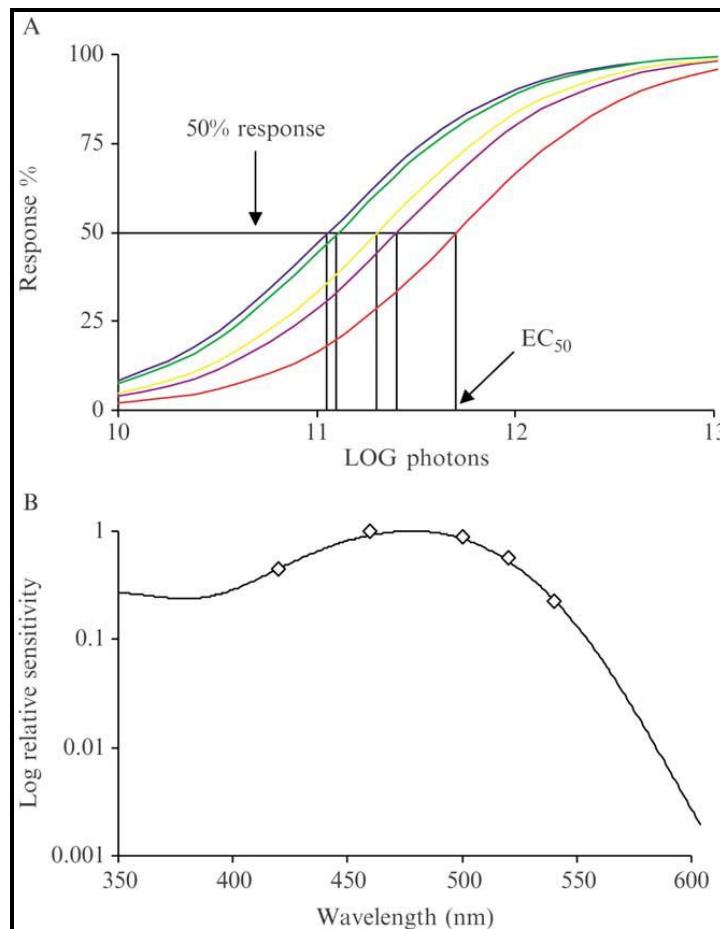 A
100
75
50
25
0
Response %
50% response
EC50
10
11
12
13
LOG photons
B
1
0.1
0.01
0.001
Log relative sensitivity
350
400
450
500
550
600
Wavelength (nm)